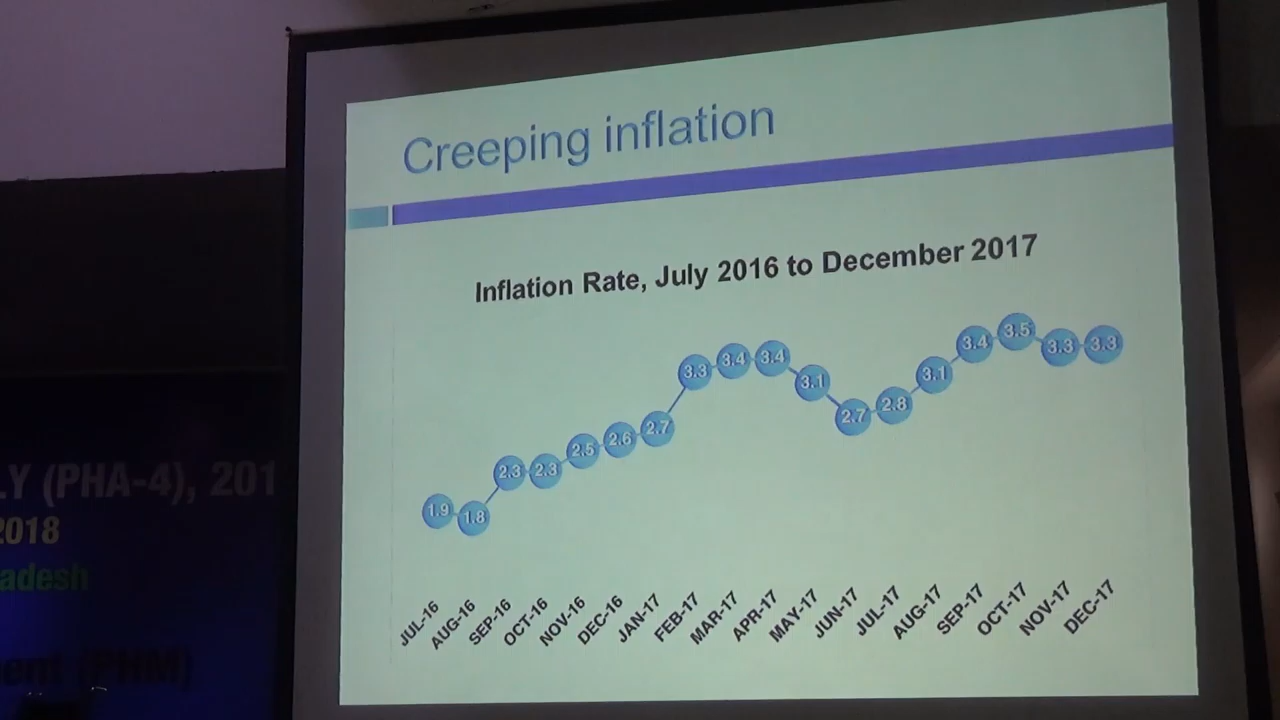 Creeping inflation
Inflation Rate, July 2016 to December 2017
1.9 1.8 2.3 2.3 2.5 2.6 2.7 3.3 3.4 3.4 3.1 2.7 2.8 3.1 3.4 3.5 3.3 3.3
JUL-16 AUG-16 SEP-16 OCT-16 NOV-16 DEC-16 JAN-17 FEB-17 MAR-17 APR-17 MAY-17 JUN-17 JUL-17 AUG-17 SEP-17 OCT-17 NOV-17 DEC-17
LY (PHA-4), 201
2018
adesh
ent (PHM)